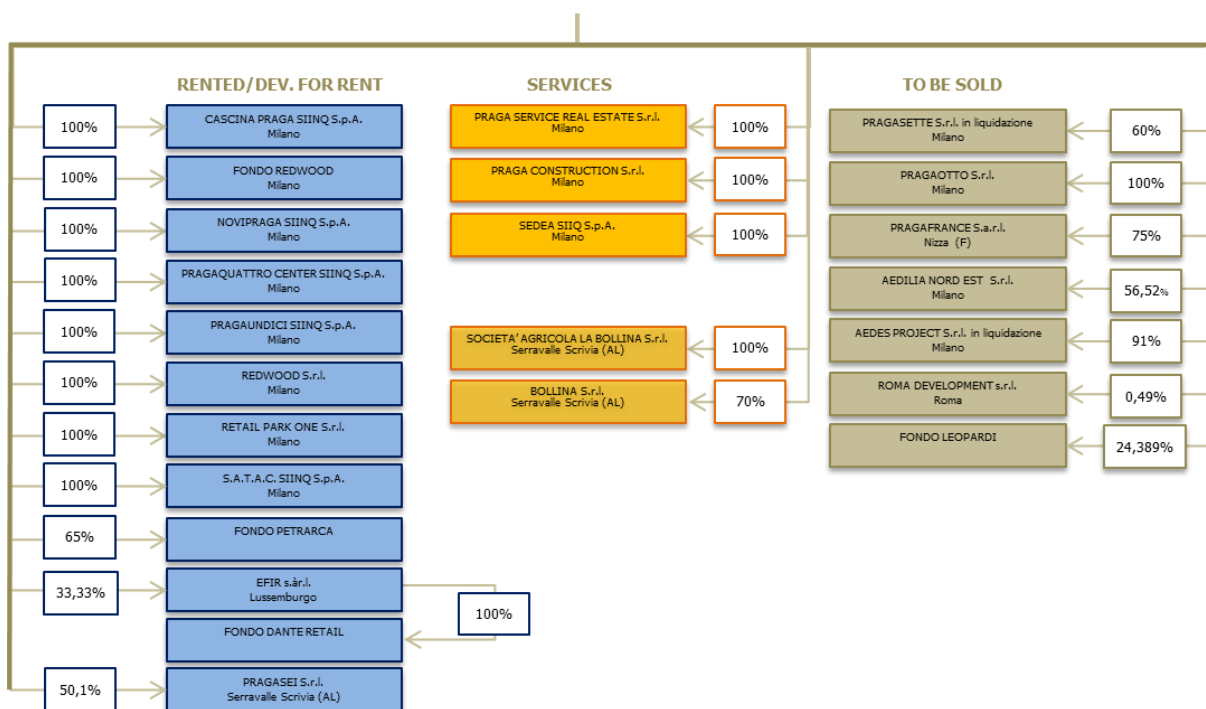 RENTED/DEV. FOR RENT
100%
CASCINA PRAGA SIINQ S.p.A.
Milano
100%
FONDO REDWOOD
Milano
100%
NOVIPRAGA SIINQ S.p.A.
Milano
100%
PRAGAQUATTRO CENTER SIINQ S.p.A.
Milano
100%
PRAGAUNDICI SIINQ S.p.A.
Milano
100%
REDWOOD S.r.l.
Milano
100%
RETAIL PARK ONE S.r.l.
Milano
100%
S.A.T.A.C. SIINQ S.p.A.
Milano
65%
FONDO PETRARCA
33,33%
EFIR s.àr.l.
Lussemburgo
100%
FONDO DANTE RETAIL
50,1%
PRAGASEI S.r.l.
Serravalle Scrivia (AL)
SERVICES
PRAGA SERVICE REAL ESTATE S.r.l.
Milano
100%
PRAGA CONSTRUCTION S.r.l.
Milano
100%
SEDEA SIIQ S.p.A.
Milano
100%
SOCIETA’ AGRICOLA LA BOLLINA S.r.l.
Serravalle Scrivia (AL)
100%
BOLLINA S.r.l.
Serravalle Scrivia (AL)
70%
TO BE SOLD
PRAGASETTE S.r.l. in liquidazione
Milano
60%
PRAGAOTTO S.r.l.
Milano
100%
PRAGAFRANCE S.a.r.l.
Nizza (F)
75%
AEDILIA NORD EST S.r.l.
Milano
56,52%
AEDES PROJECT S.r.l. in liquidazione
Milano
91%
ROMA DEVELOPMENT s.r.l.
Roma
0,49%
FONDO LEOPARDI
24,389%